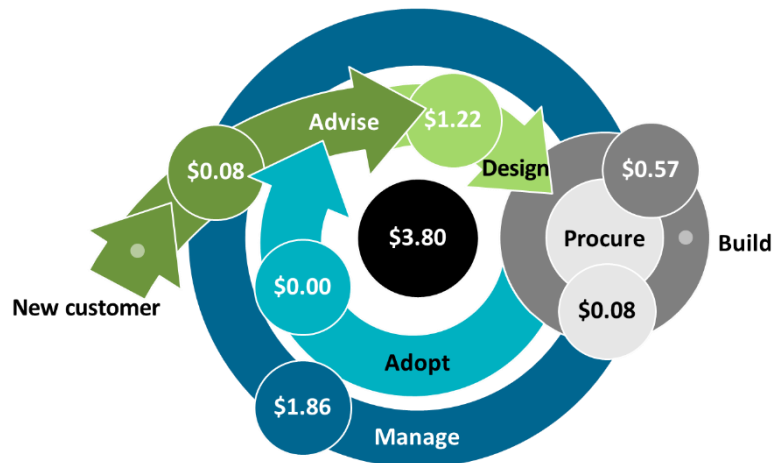 Advise
$1.22
$0.08
Design
$0.57
$3.80
Procure
Build
$0.00
New customer
$0.08
Adopt
$1.86
Manage